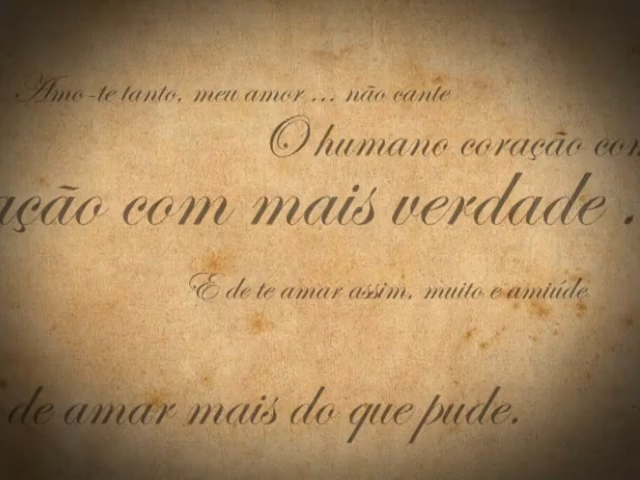 Amo-te tanto, meu amor ... não cante
O humano coração com
ação com mais verdade .
E de te amar assim, muito e amiúde
de amar mais do que pude.